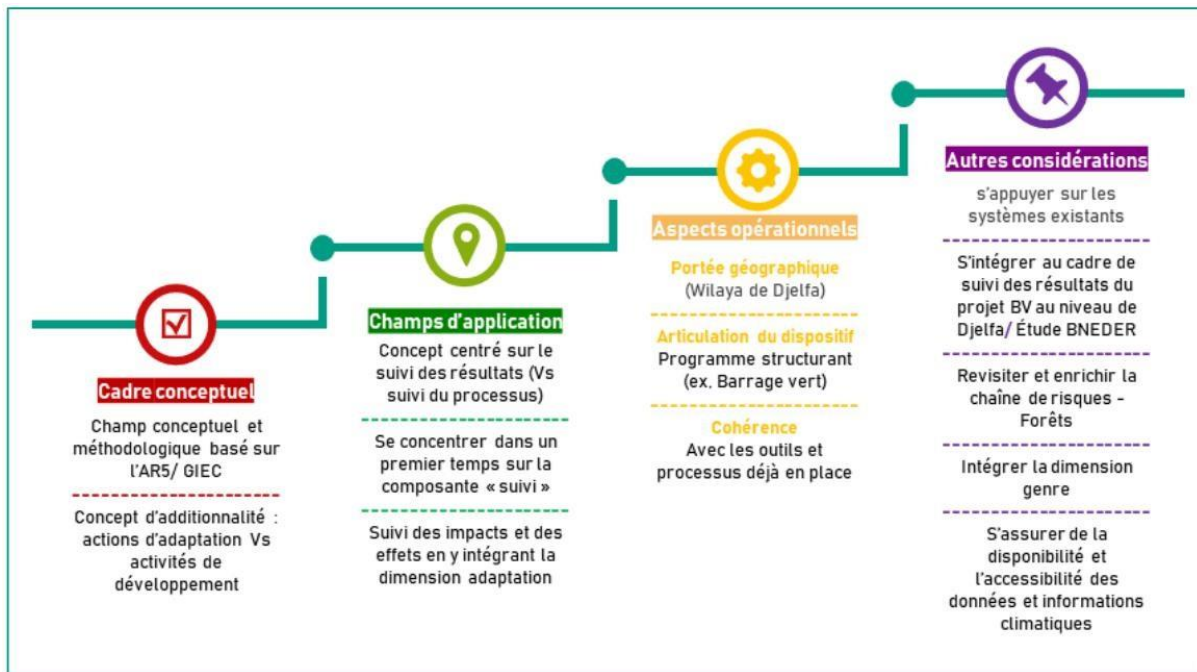 Cadre conceptuel
Champ conceptuel et
méthodologique basé sur
l'AR5/ GIEC
Concept d'additionnalité :
actions d'adaptation Vs
activités de
développement
Champs d'application
Concept centré sur le
suivi des résultats (Vs
suivi du processus)
Se concentrer dans un
premier temps sur la
composante « suivi »
Suivi des impacts et des
effets en y intégrant la
dimension adaptation
Aspects opérationnels
Portée géographique
(Wilaya de Djelfa)
Articulation du dispositif
Programme structurant
(ex. Barrage vert)
Cohérence
Avec les outils et
processus déjà en place
Autres considérations
s'appuyer sur les
systèmes existants
S'intégrer au cadre de
suivi des résultats du
projet BV au niveau de
Djelfa/ Étude BNEDER
Revisiter et enrichir la
chaîne de risques -
Forêts
Intégrer la dimension
genre
S'assurer de la
disponibilité et
l'accessibilité des
données et informations
climatiques